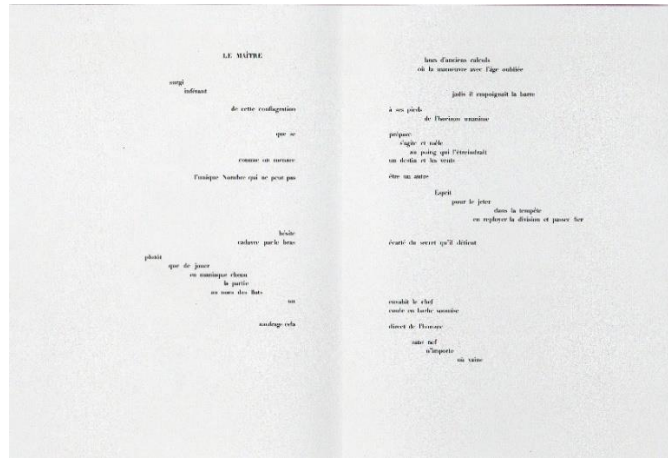 LE MAÎTRE
surgi
inférant
de cette conflagration
que se
comme on menace
l'unique Nombre qui ne peut pas
hésite
cadavre par le bras
plutôt
que de jouer
en maniaque chenu
la partie
au nom des flots
un
naufrage cela
hors d'anciens calculs
où la manœuvre avec l'âge oubliée
jadis il empoignait la barre
à ses pieds
de l'horizon unanime
prépare
s'agite et mêle
au poing qui l'étreindrait
un destin et les vents
être un autre
Esprit
pour le jeter
dans la tempête
en reployer la division et passer fier
écarté du secret qu'il détient
envahit le chef
coule en barbe soumise
direct de l'homme
sans nef
n'importe
où vaine